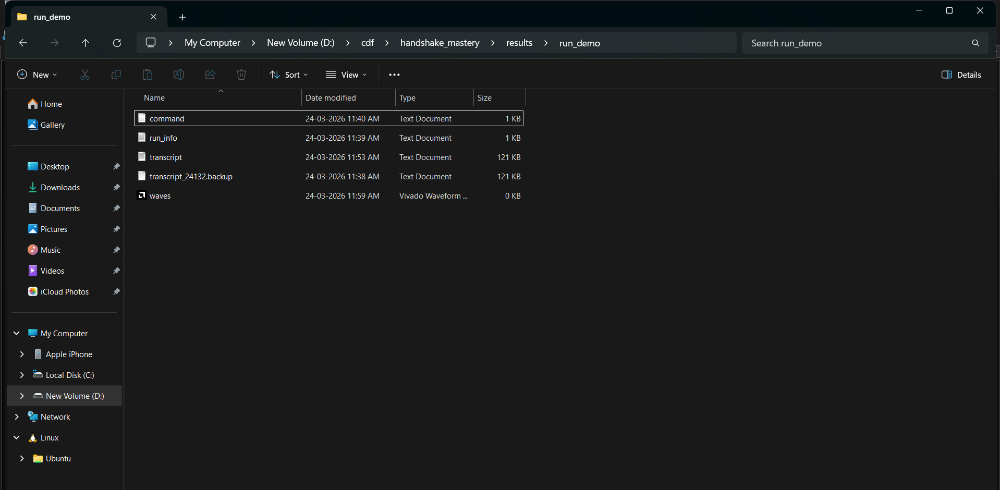 run_demo
My Computer > New Volume (D:) > cdf > handshake_mastery > results > run_demo
Search run_demo
New
Sort
View
Details
Name Date modified Type Size
command 24-03-2026 11:40 AM Text Document 1 KB
run_info 24-03-2026 11:39 AM Text Document 1 KB
transcript 24-03-2026 11:53 AM Text Document 121 KB
transcript_24132.backup 24-03-2026 11:38 AM Text Document 121 KB
waves 24-03-2026 11:59 AM Vivado Waveform ... 0 KB
Home
Gallery
Desktop
Downloads
Documents
Pictures
Music
Videos
iCloud Photos
My Computer
Apple iPhone
Local Disk (C:)
New Volume (D:)
Network
Linux
Ubuntu